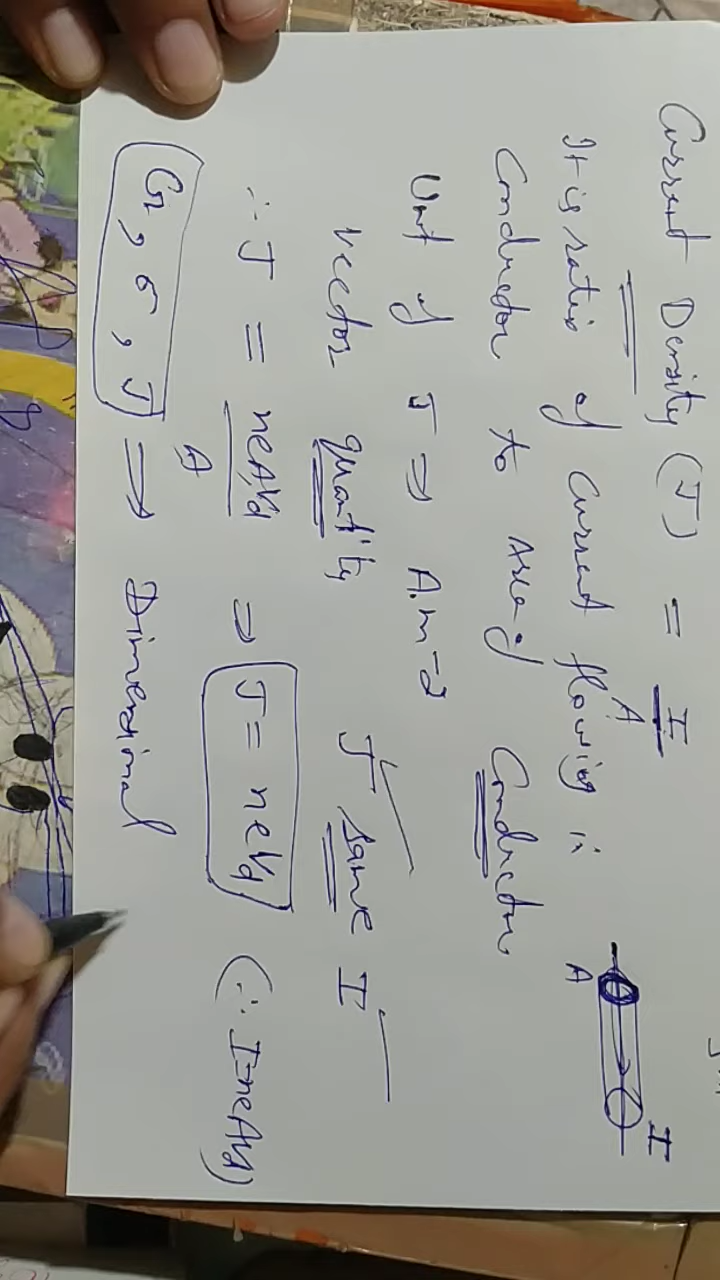 Current Density (J) = I/A
It is ratio of current flowing in
Conductor to Area of Conductor
A I
Unit of J ⇒ A.m-2
Vector quantity J same I
∴ J = neAVd/A ⇒ J = neVd (∵ I=neAVd)
G, σ, J ⇒ Dimensional